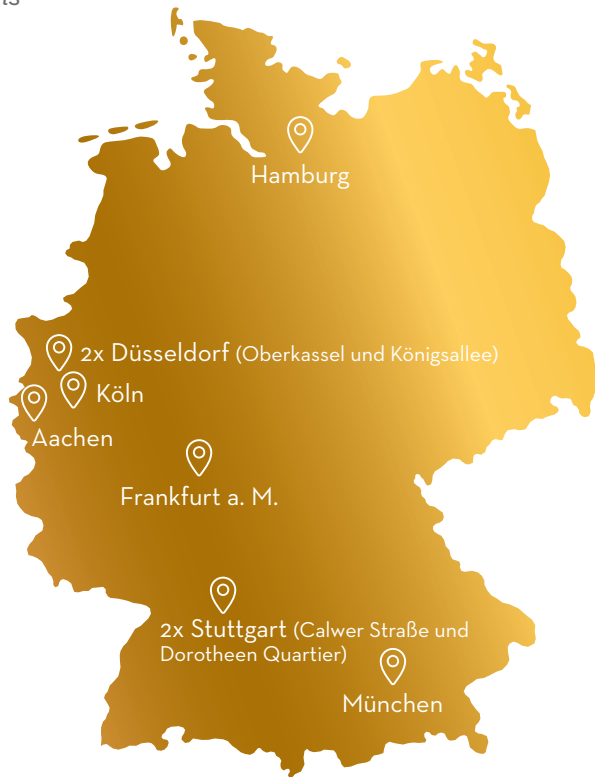 Hamburg
2x Düsseldorf (Oberkassel und Königsallee)
Köln
Aachen
Frankfurt a. M.
2x Stuttgart (Calwer Straße und
Dorotheen Quartier)
München